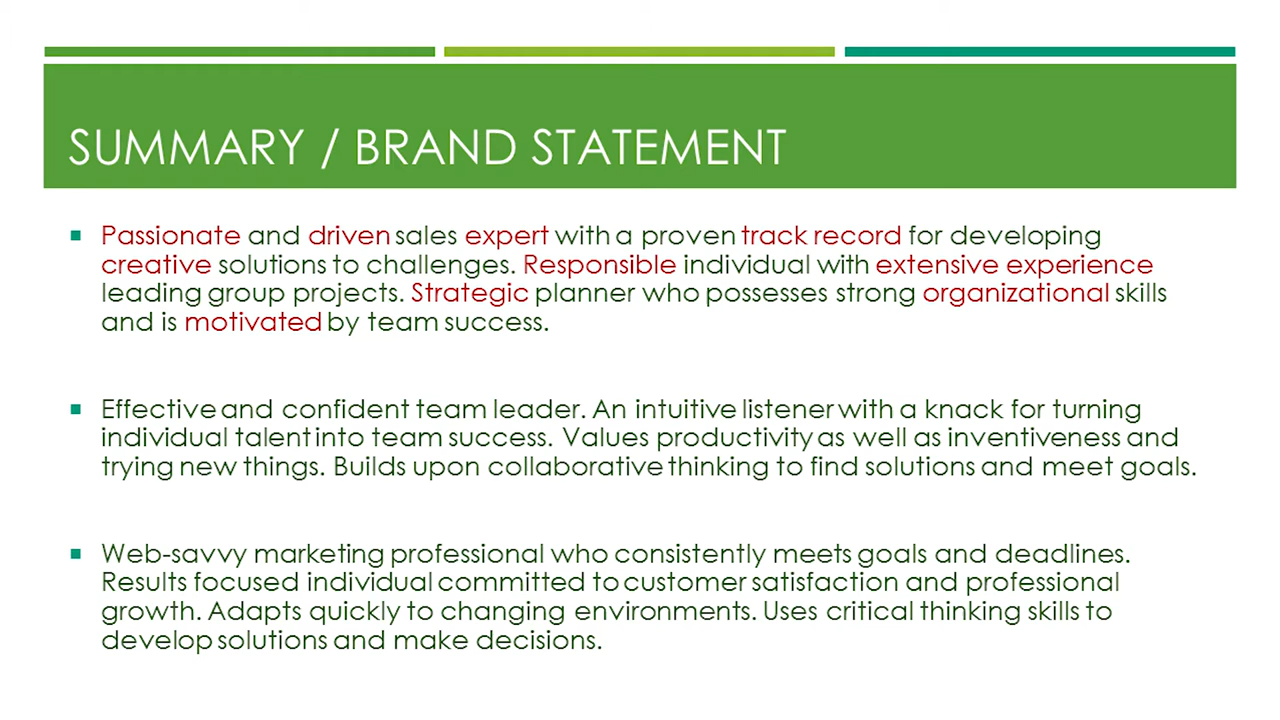 SUMMARY / BRAND STATEMENT
Passionate and driven sales expert with a proven track record for developing
creative solutions to challenges. Responsible individual with extensive experience
leading group projects. Strategic planner who possesses strong organizational skills
and is motivated by team success.
Effective and confident team leader. An intuitive listener with a knack for turning
individual talent into team success. Values productivity as well as inventiveness and
trying new things. Builds upon collaborative thinking to find solutions and meet goals.
Web-savvy marketing professional who consistently meets goals and deadlines.
Results focused individual committed to customer satisfaction and professional
growth. Adapts quickly to changing environments. Uses critical thinking skills to
develop solutions and make decisions.